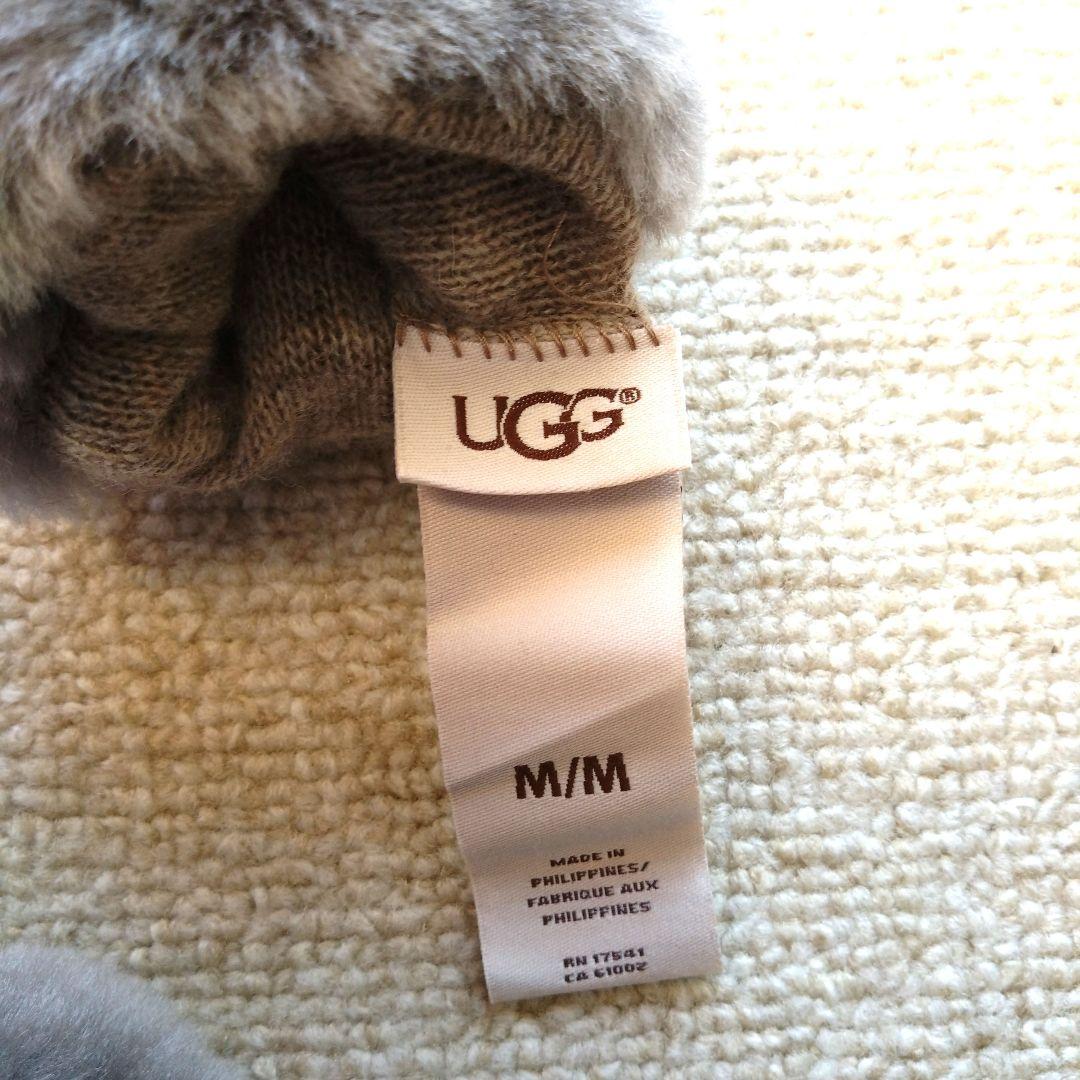 UGG®
M/M
MADE IN
PHILIPPINES/
FABRIQUE AUX
PHILIPPINES
RN 17541
CA 61002